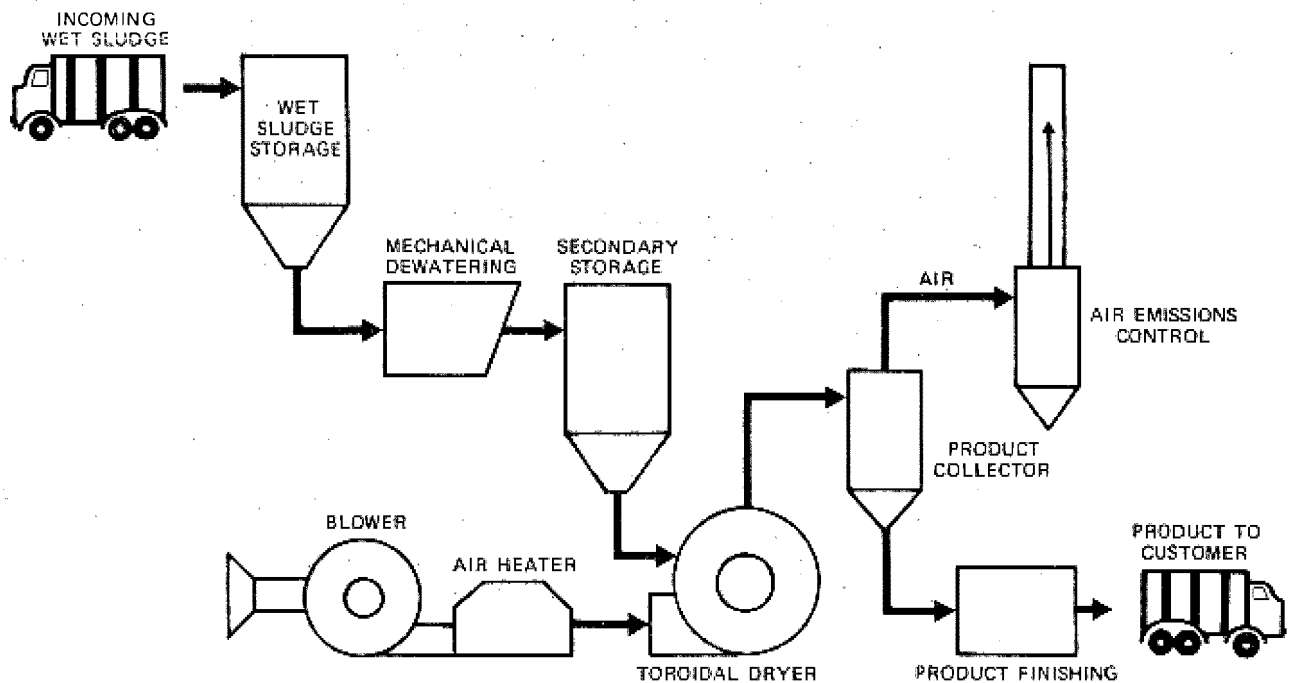 INCOMING
WET SLUDGE
WET
SLUDGE
STORAGE
MECHANICAL
DEWATERING
SECONDARY
STORAGE
AIR
AIR EMISSIONS
CONTROL
PRODUCT
COLLECTOR
BLOWER
AIR HEATER
PRODUCT TO
CUSTOMER
TOROIDAL DRYER
PRODUCT FINISHING